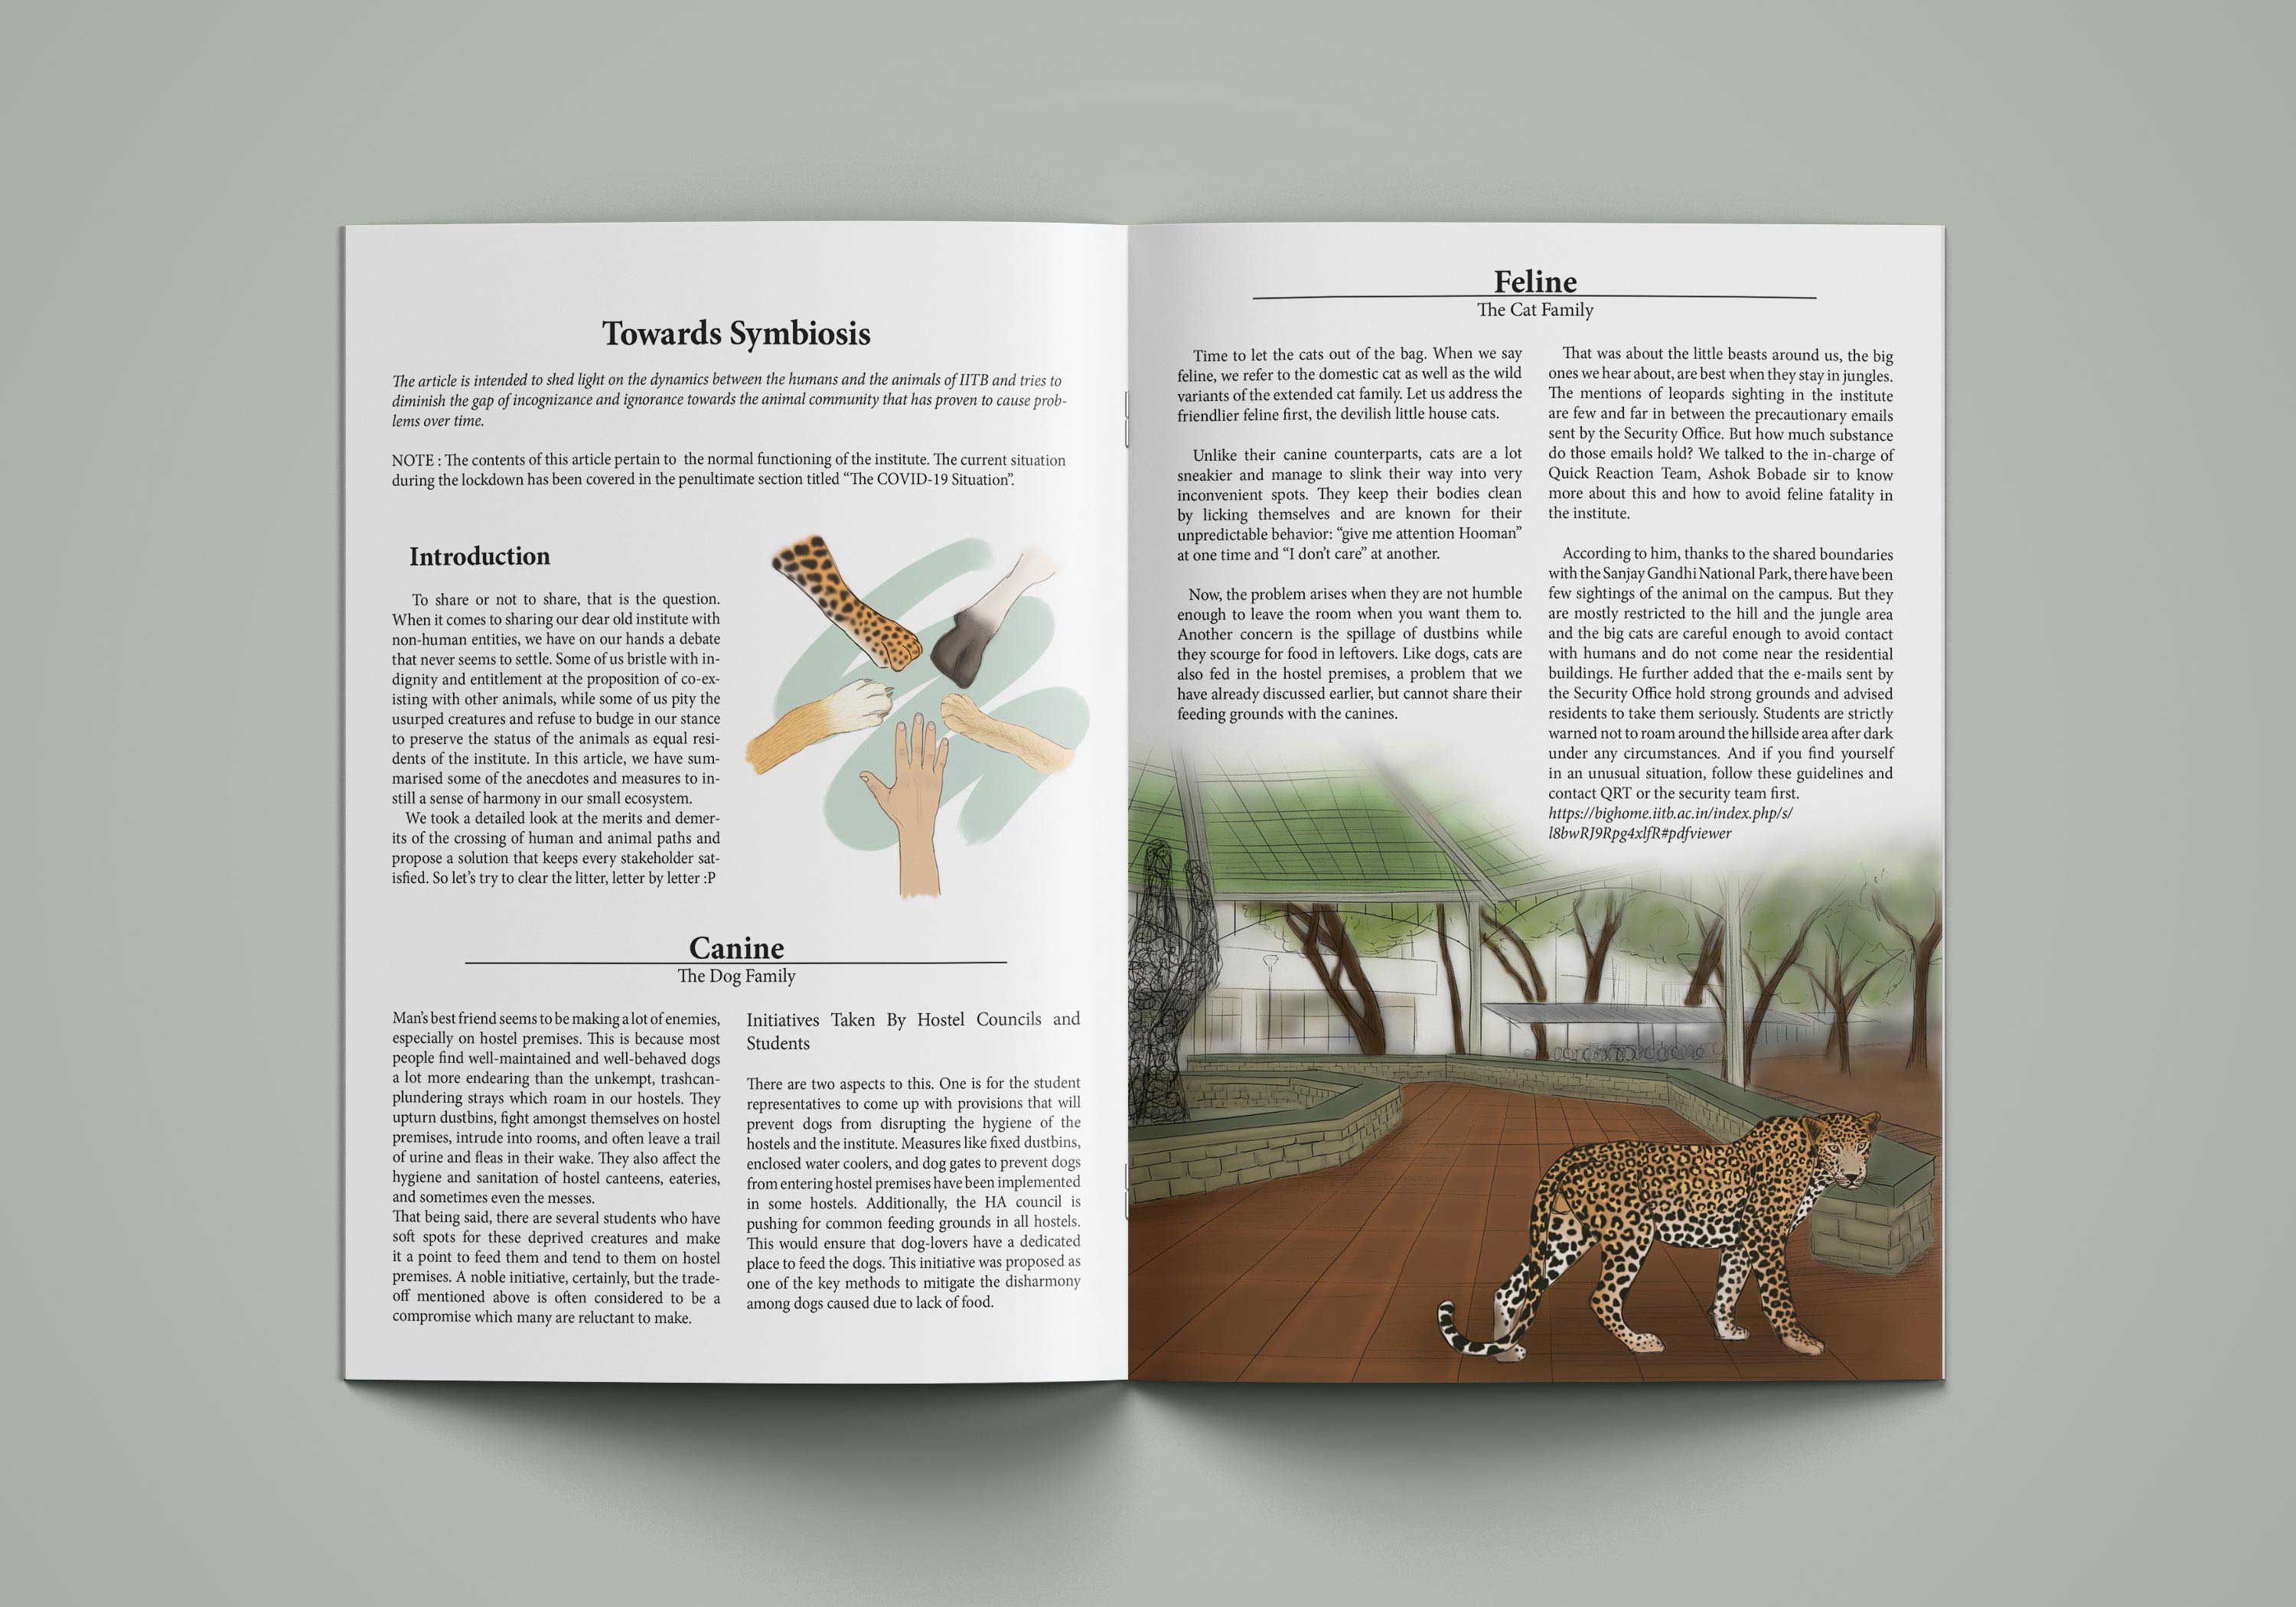 Towards Symbiosis
The article is intended to shed light on the dynamics between the humans and the animals of IITB and tries to
diminish the gap of incognizance and ignorance towards the animal community that has proven to cause prob-
lems over time.
NOTE : The contents of this article pertain to the normal functioning of the institute. The current situation
during the lockdown has been covered in the penultimate section titled “The COVID-19 Situation”.
Introduction
To share or not to share, that is the question.
When it comes to sharing our dear old institute with
non-human entities, we have on our hands a debate
that never seems to settle. Some of us bristle with in-
dignity and entitlement at the proposition of co-ex-
isting with other animals, while some of us pity the
usurped creatures and refuse to budge in our stance
to preserve the status of the animals as equal resi-
dents of the institute. In this article, we have sum-
marised some of the anecdotes and measures to in-
still a sense of harmony in our small ecosystem.
We took a detailed look at the merits and demer-
its of the crossing of human and animal paths and
propose a solution that keeps every stakeholder sat-
isfied. So let’s try to clear the litter, letter by letter :P
Canine
The Dog Family
Man’s best friend seems to be making a lot of enemies,
especially on hostel premises. This is because most
people find well-maintained and well-behaved dogs
a lot more endearing than the unkempt, trashcan-
plundering strays which roam in our hostels. They
upturn dustbins, fight amongst themselves on hostel
premises, intrude into rooms, and often leave a trail
of urine and fleas in their wake. They also affect the
hygiene and sanitation of hostel canteens, eateries,
and sometimes even the messes.
That being said, there are several students who have
soft spots for these deprived creatures and make
it a point to feed them and tend to them on hostel
premises. A noble initiative, certainly, but the trade-
off mentioned above is often considered to be a
compromise which many are reluctant to make.
Initiatives Taken By Hostel Councils and
Students
There are two aspects to this. One is for the student
representatives to come up with provisions that will
prevent dogs from disrupting the hygiene of the
hostels and the institute. Measures like fixed dustbins,
enclosed water coolers, and dog gates to prevent dogs
from entering hostel premises have been implemented
in some hostels. Additionally, the HA council is
pushing for common feeding grounds in all hostels.
This would ensure that dog-lovers have a dedicated
place to feed the dogs. This initiative was proposed as
one of the key methods to mitigate the disharmony
among dogs caused due to lack of food.
Feline
The Cat Family
Time to let the cats out of the bag. When we say
feline, we refer to the domestic cat as well as the wild
variants of the extended cat family. Let us address the
friendlier feline first, the devilish little house cats.
Unlike their canine counterparts, cats are a lot
sneakier and manage to slink their way into very
inconvenient spots. They keep their bodies clean
by licking themselves and are known for their
unpredictable behavior: “give me attention Hooman”
at one time and “I don’t care” at another.
Now, the problem arises when they are not humble
enough to leave the room when you want them to.
Another concern is the spillage of dustbins while
they scourge for food in leftovers. Like dogs, cats are
also fed in the hostel premises, a problem that we
have already discussed earlier, but cannot share their
feeding grounds with the canines.
That was about the little beasts around us, the big
ones we hear about, are best when they stay in jungles.
The mentions of leopards sighting in the institute
are few and far in between the precautionary emails
sent by the Security Office. But how much substance
do those emails hold? We talked to the in-charge of
Quick Reaction Team, Ashok Bobade sir to know
more about this and how to avoid feline fatality in
the institute.
According to him, thanks to the shared boundaries
with the Sanjay Gandhi National Park, there have been
few sightings of the animal on the campus. But they
are mostly restricted to the hill and the jungle area
and the big cats are careful enough to avoid contact
with humans and do not come near the residential
buildings. He further added that the e-mails sent by
the Security Office hold strong grounds and advised
residents to take them seriously. Students are strictly
warned not to roam around the hillside area after dark
under any circumstances. And if you find yourself
in an unusual situation, follow these guidelines and
contact QRT or the security team first.
https://bighome.iitb.ac.in/index.php/s/
l8bwRJ9Rpg4xlfR#pdfviewer